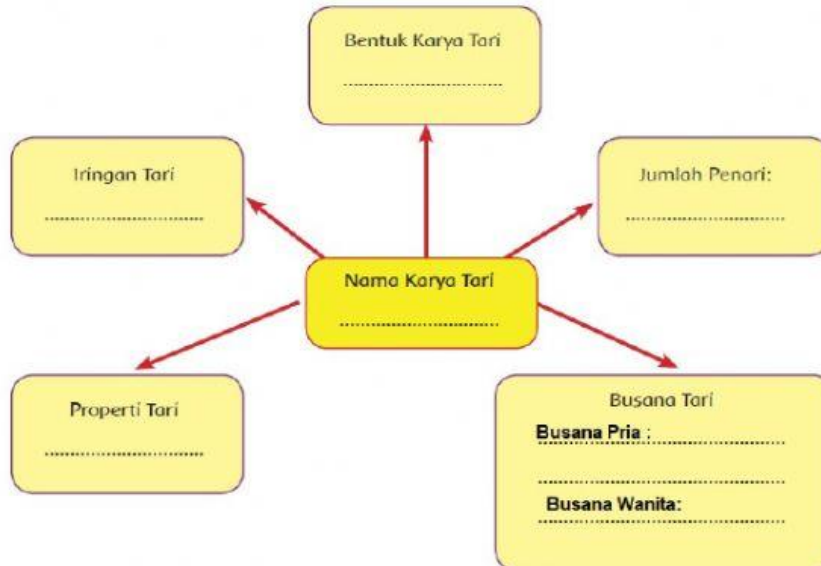 Bentuk Karya Tari
................................
Iringan Tari
................................
Jumlah Penari:
................................
Nama Karya Tari
................................
Properti Tari
................................
Busana Tari
Busana Pria :
................................
Busana Wanita:
................................